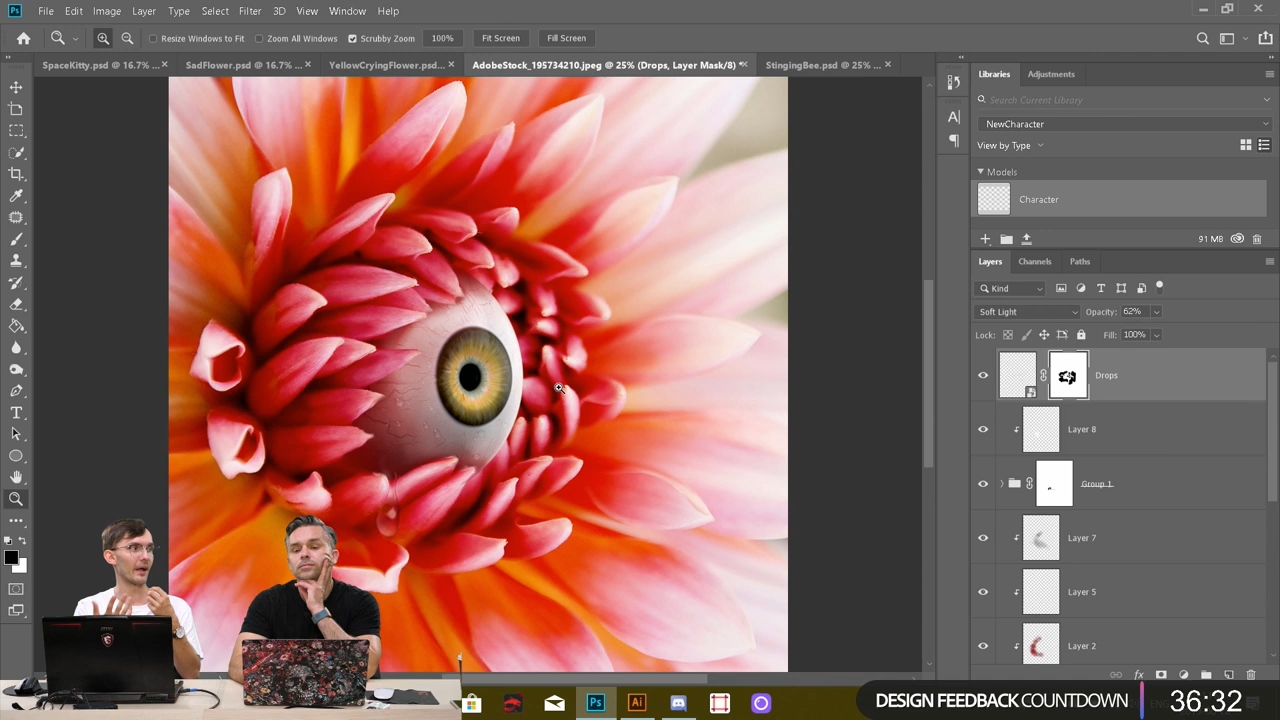 Ps File Edit Image Layer Type Select Filter 3D View Window Help
Resize Windows to Fit Zoom All Windows Scrubby Zoom 100% Fit Screen Fill Screen
SpaceKitty.psd @ 16.7% ... × SadFlower.psd @ 16.7% ... × YellowCryingFlower.psd... × AdobeStock_195734210.jpeg @ 25% (Drops, Layer Mask/8) * × StingingBee.psd @ 25% ... ×
Libraries Adjustments
Search Current Library
NewCharacter
View by Type
Models
Character
91 MB
Layers Channels Paths
Kind
Soft Light Opacity: 62%
Lock: Fill: 100%
Drops
Layer 8
Group 1
Layer 7
Layer 5
Layer 2
fx
Ps Ai
DESIGN FEEDBACK COUNTDOWN 36:32